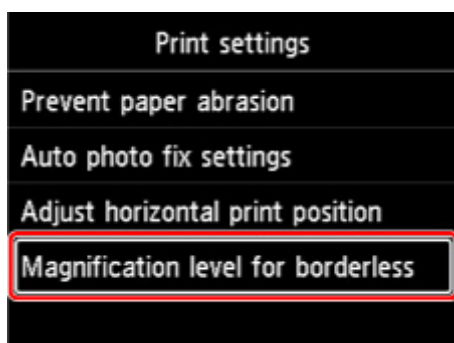 Print settings
Prevent paper abrasion
Auto photo fix settings
Adjust horizontal print position
Magnification level for borderless